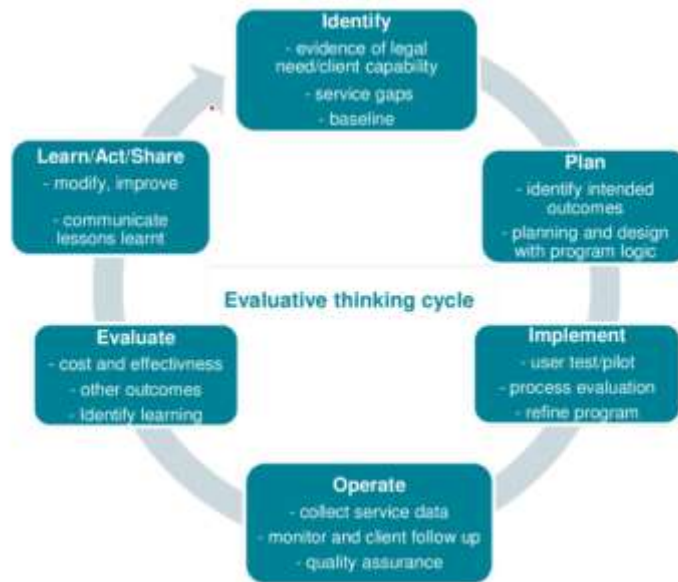 Identify
- evidence of legal
need/client capability
- service gaps
- baseline
Plan
- identify intended
outcomes
- planning and design
with program logic
Implement
- user test/pilot
- process evaluation
- refine program
Operate
- collect service data
- monitor and client follow up
- quality assurance
Evaluate
- cost and effectivness
- other outcomes
- Identify learning
Learn/Act/Share
- modify, improve
- communicate
lessons learnt
Evaluative thinking cycle